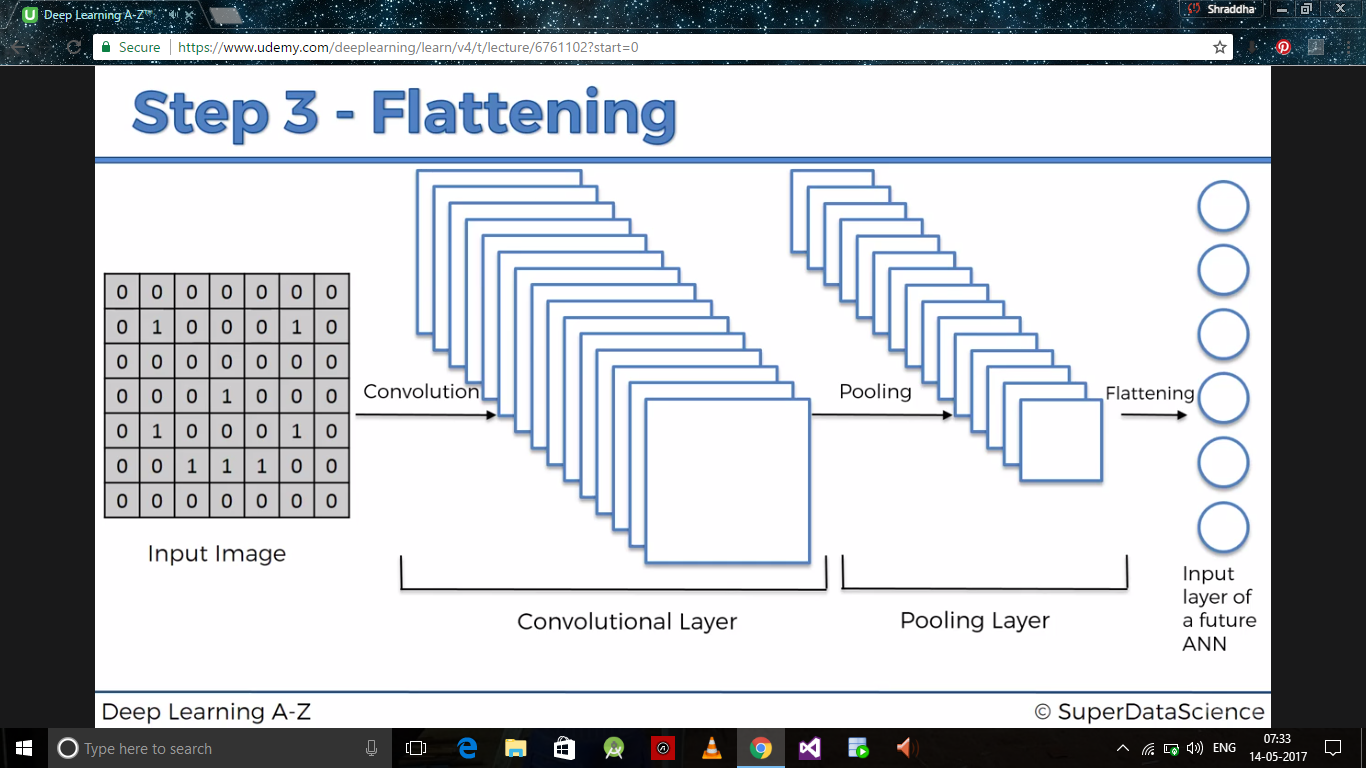 Deep Learning A-Z™
Shraddha
Secure https://www.udemy.com/deeplearning/learn/v4/t/lecture/6761102?start=0
Step 3 - Flattening
0 0 0 0 0 0 0
0 1 0 0 0 1 0
0 0 0 0 0 0 0
0 0 0 1 0 0 0
0 1 0 0 0 1 0
0 0 1 1 1 0 0
0 0 0 0 0 0 0
Input Image
Convolution
Convolutional Layer
Pooling
Pooling Layer
Flattening
Input
layer of
a future
ANN
Deep Learning A-Z
© SuperDataScience
Type here to search
ENG
07:33
14-05-2017